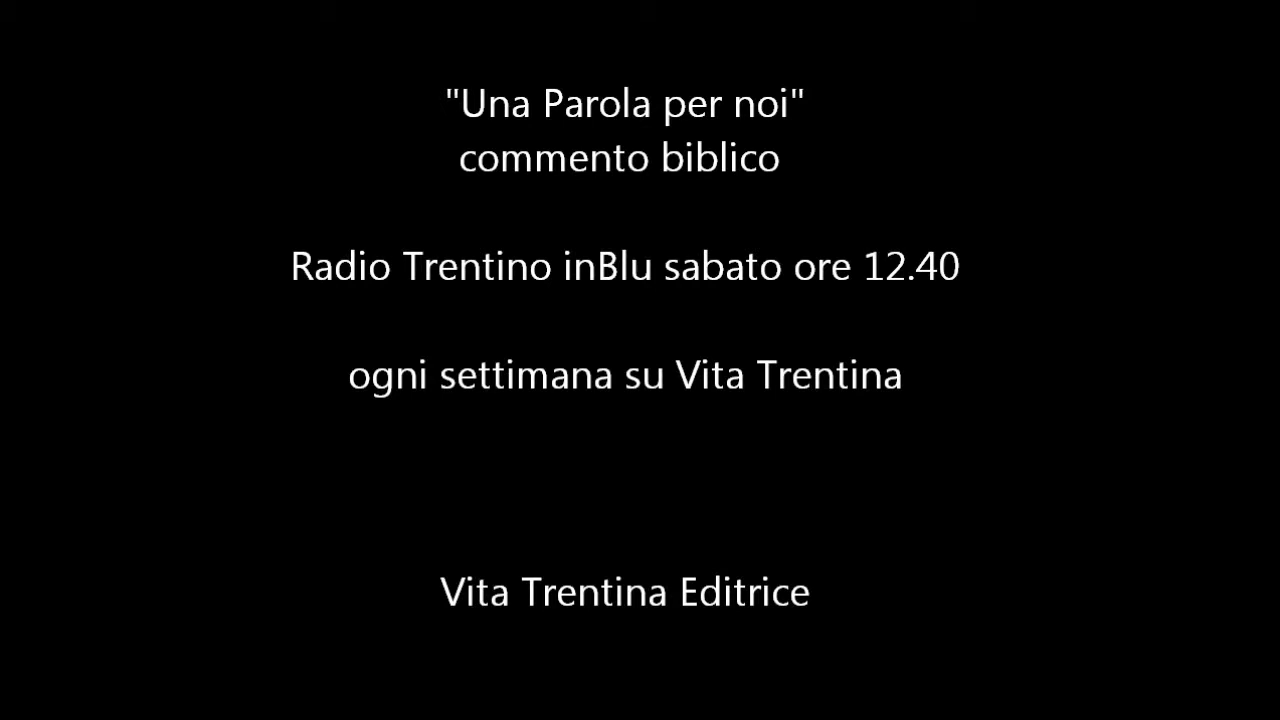 "Una Parola per noi"
commento biblico
Radio Trentino inBlu sabato ore 12.40
ogni settimana su Vita Trentina
Vita Trentina Editrice